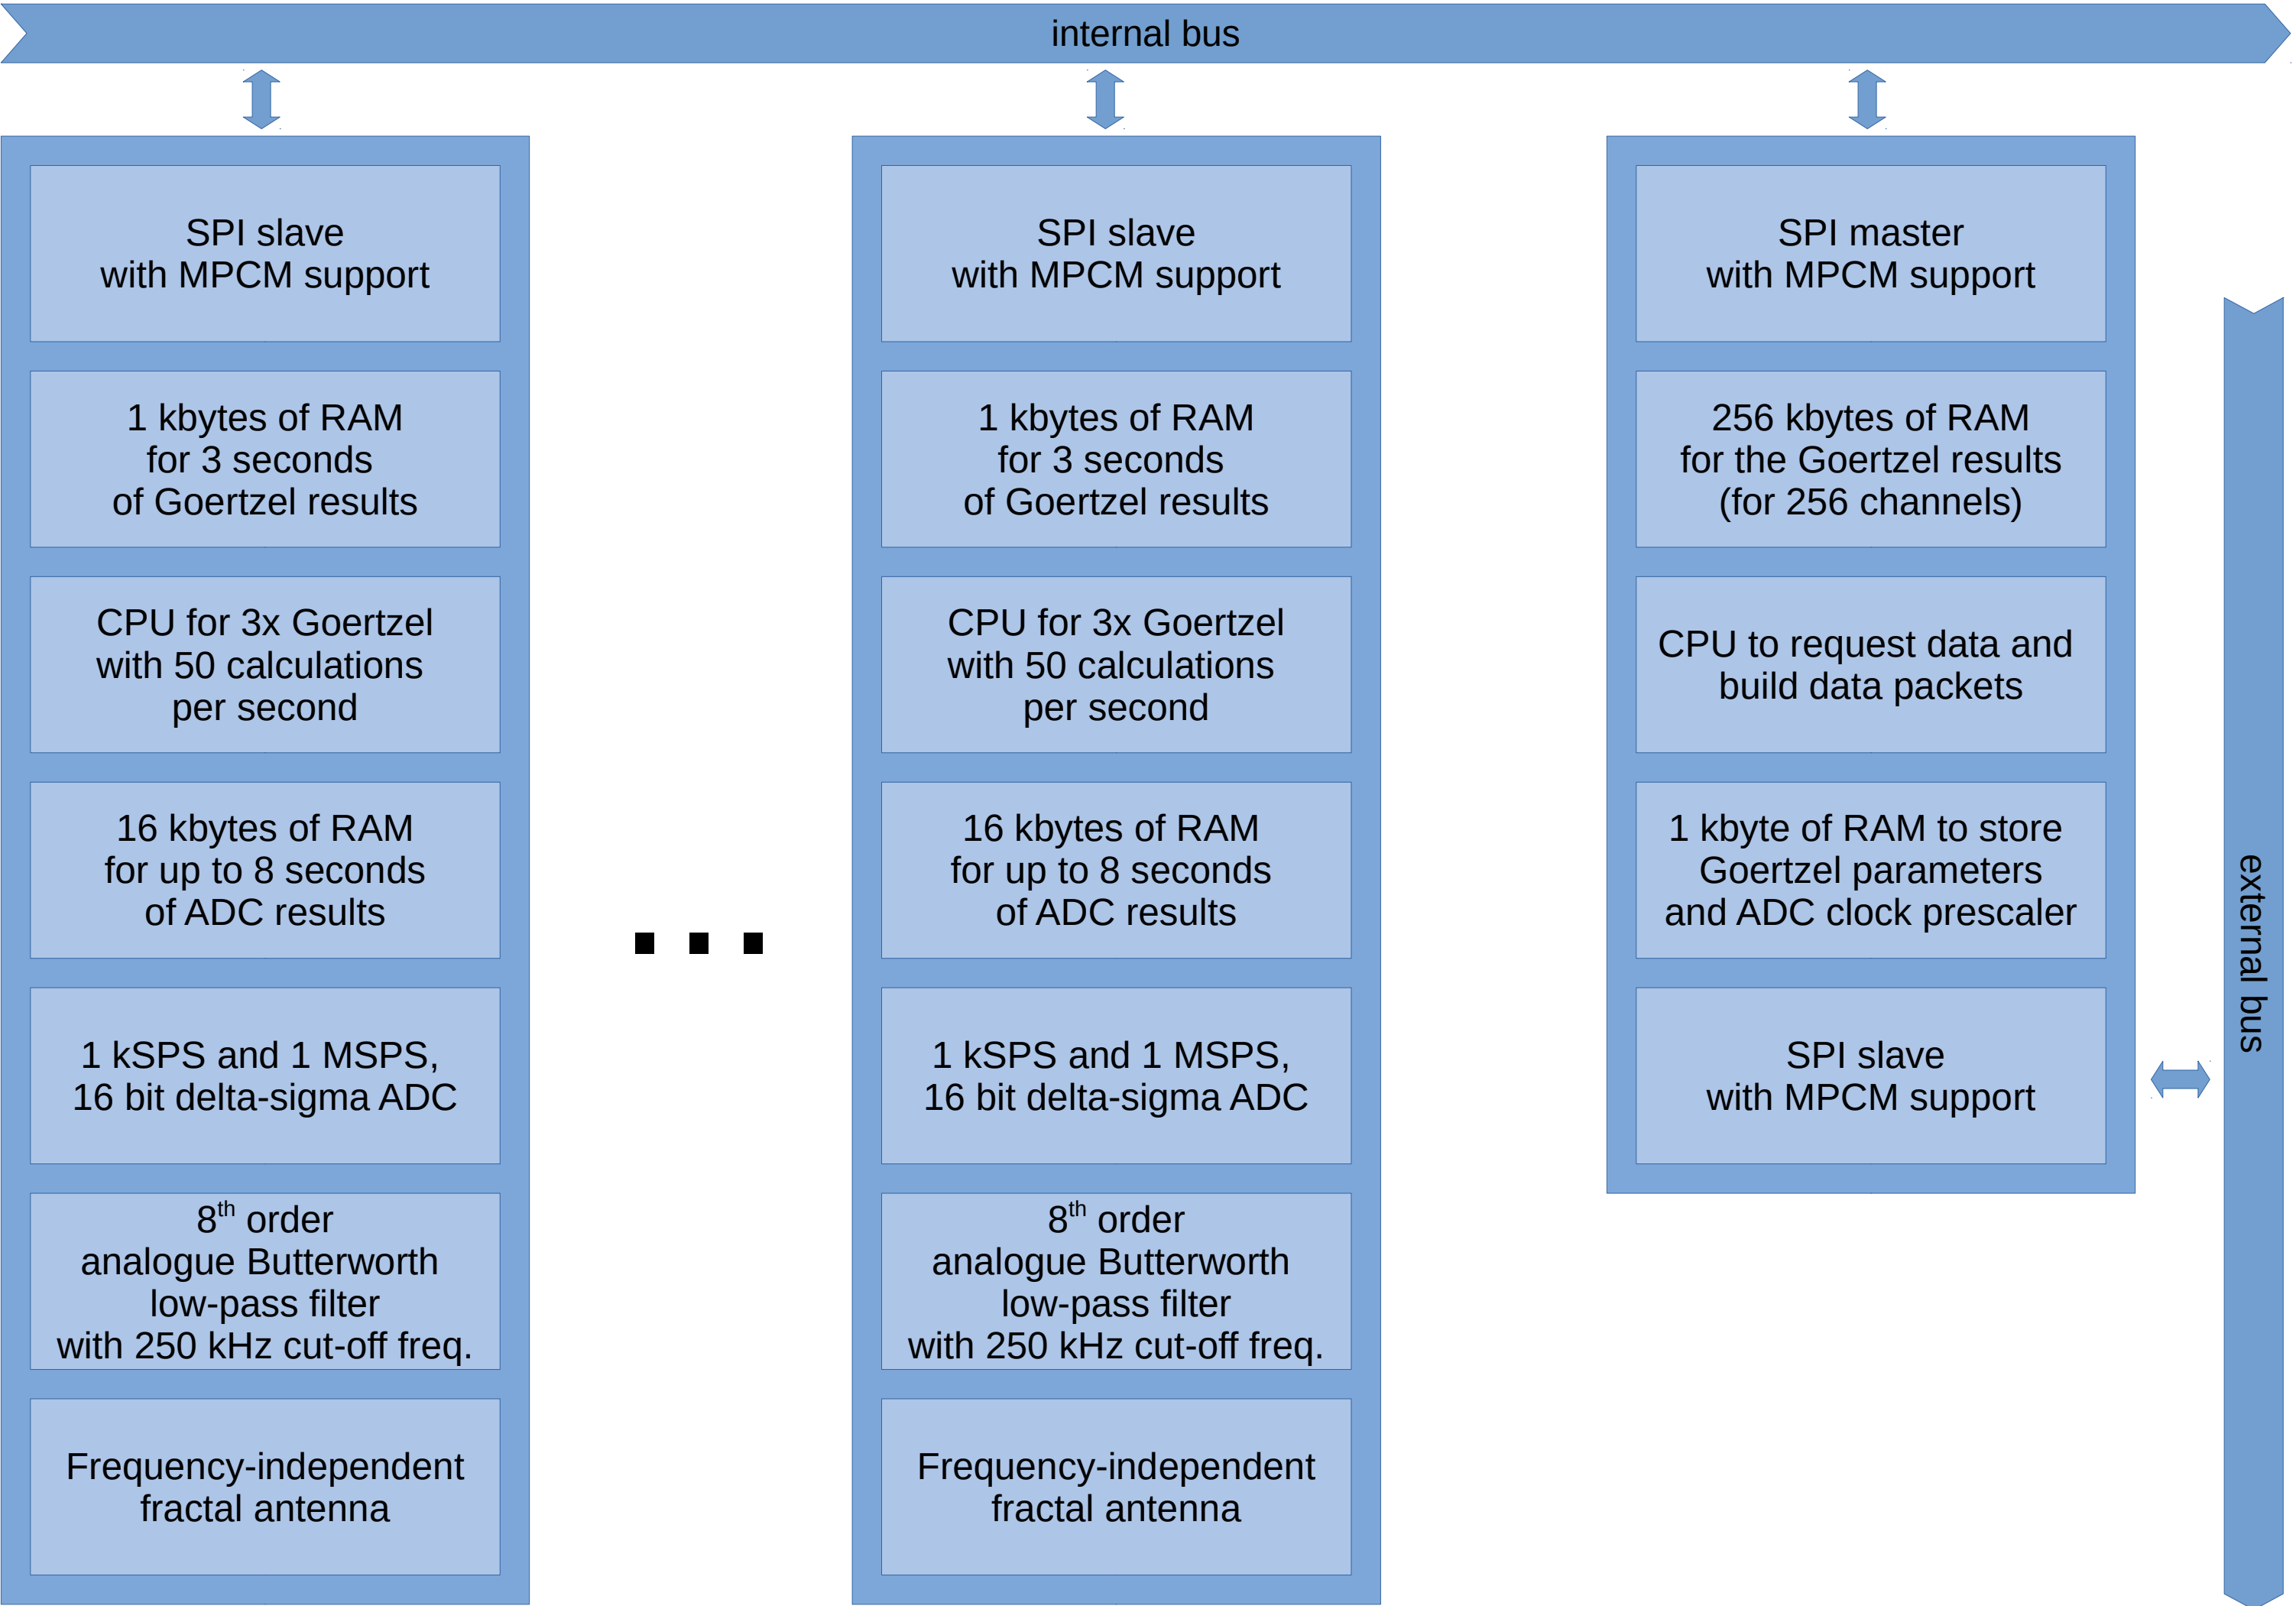 internal bus
SPI slave
with MPCM support
1 kbytes of RAM
for 3 seconds
of Goertzel results
CPU for 3x Goertzel
with 50 calculations
per second
16 kbytes of RAM
for up to 8 seconds
of ADC results
1 kSPS and 1 MSPS,
16 bit delta-sigma ADC
8th order
analogue Butterworth
low-pass filter
with 250 kHz cut-off freq.
Frequency-independent
fractal antenna
...
SPI slave
with MPCM support
1 kbytes of RAM
for 3 seconds
of Goertzel results
CPU for 3x Goertzel
with 50 calculations
per second
16 kbytes of RAM
for up to 8 seconds
of ADC results
1 kSPS and 1 MSPS,
16 bit delta-sigma ADC
8th order
analogue Butterworth
low-pass filter
with 250 kHz cut-off freq.
Frequency-independent
fractal antenna
SPI master
with MPCM support
256 kbytes of RAM
for the Goertzel results
(for 256 channels)
CPU to request data and
build data packets
1 kbyte of RAM to store
Goertzel parameters
and ADC clock prescaler
SPI slave
with MPCM support
external bus